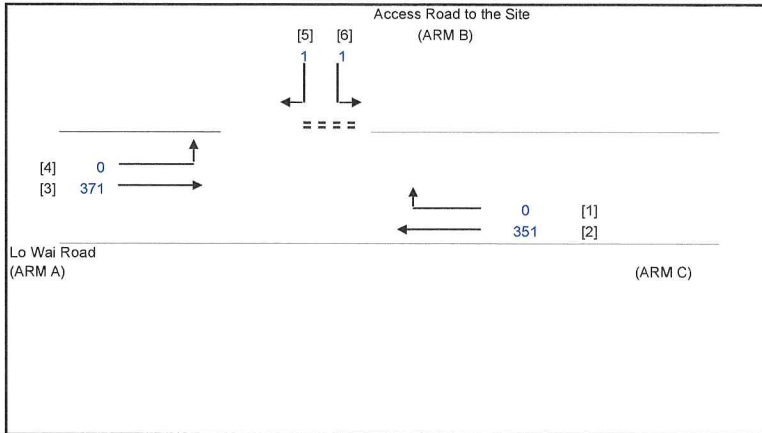 Access Road to the Site
(ARM B)
[5] [6]
1 1
[4] 0
[3] 371
0 [1]
351 [2]
Lo Wai Road
(ARM A)
(ARM C)